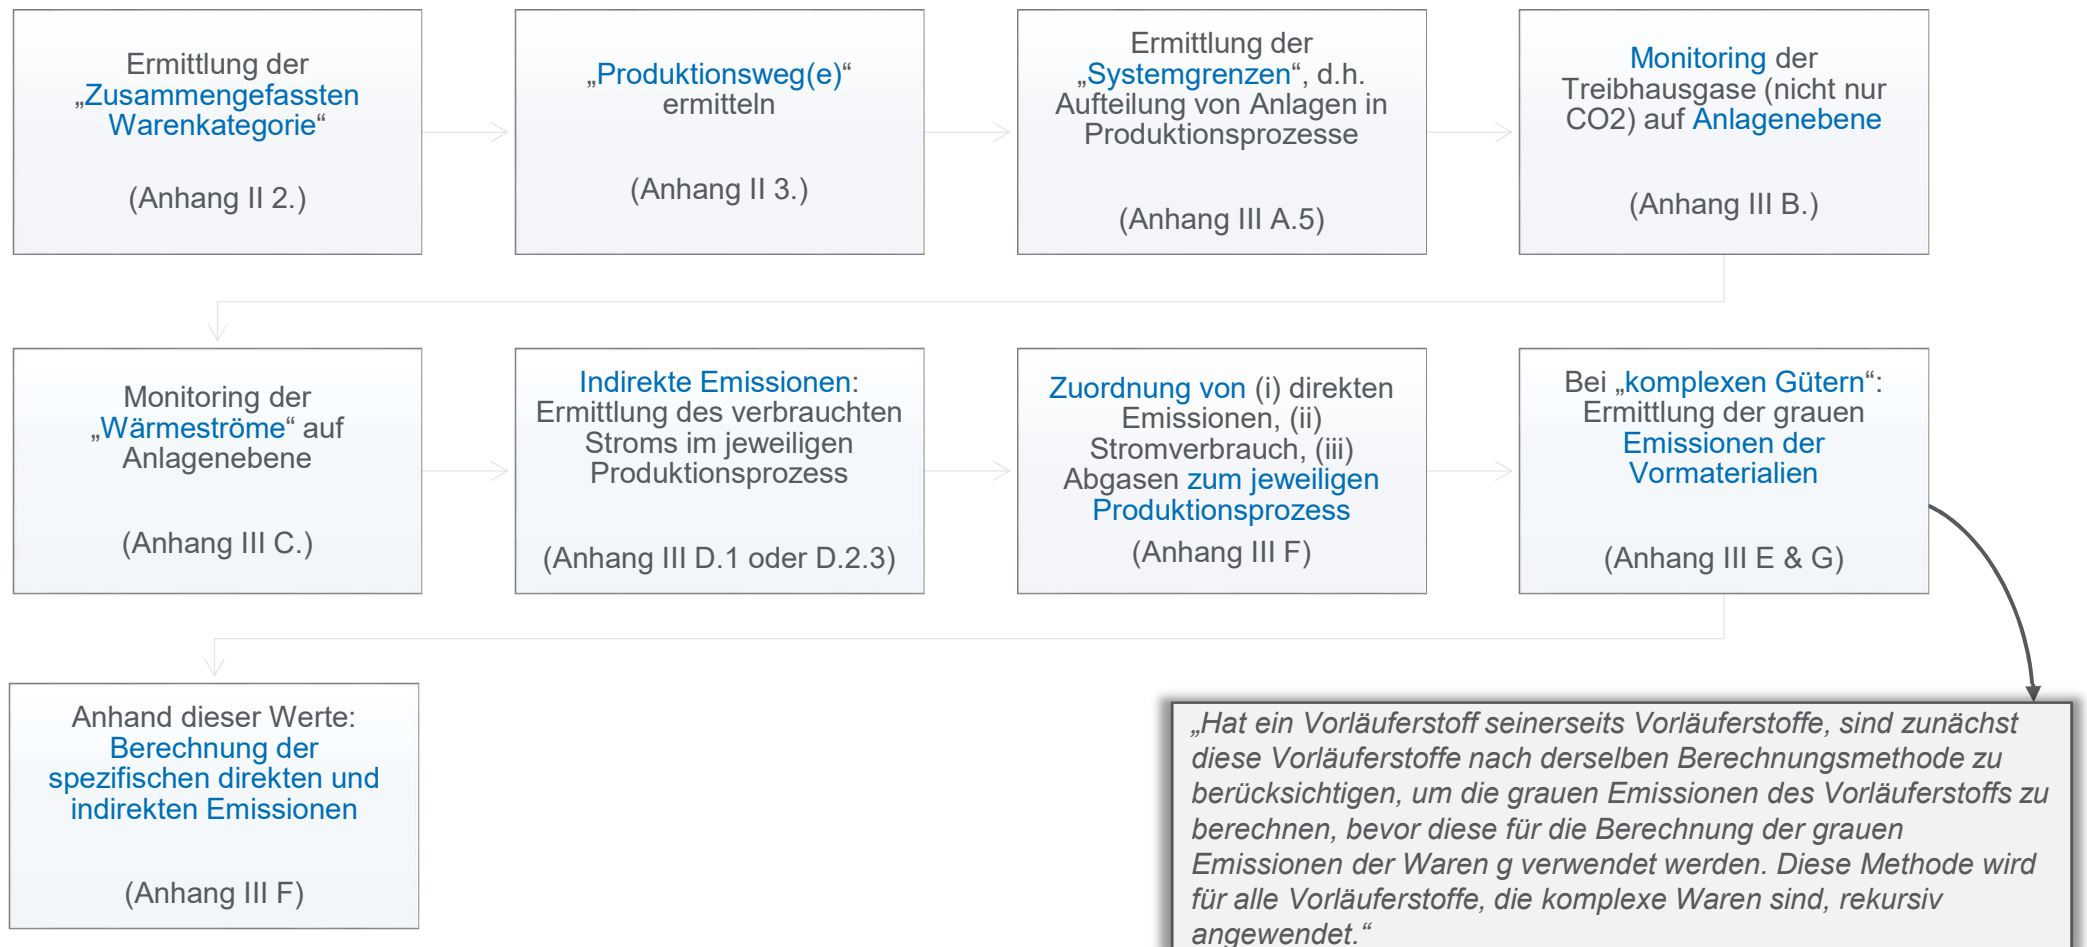 Ermittlung der
„Zusammengefassten
Warenkategorie“
(Anhang II 2.)
„Produktionsweg(e)“
ermitteln
(Anhang II 3.)
Ermittlung der
„Systemgrenzen“, d.h.
Aufteilung von Anlagen in
Produktionsprozesse
(Anhang III A.5)
Monitoring der
Treibhausgase (nicht nur
CO2) auf Anlagenebene
(Anhang III B.)
Monitoring der
„Wärmeströme“ auf
Anlagenebene
(Anhang III C.)
Indirekte Emissionen:
Ermittlung des verbrauchten
Stroms im jeweiligen
Produktionsprozess
(Anhang III D.1 oder D.2.3)
Zuordnung von (i) direkten
Emissionen, (ii)
Stromverbrauch, (iii)
Abgasen zum jeweiligen
Produktionsprozess
(Anhang III F)
Bei „komplexen Gütern“:
Ermittlung der grauen
Emissionen der
Vormaterialien
(Anhang III E & G)
Anhand dieser Werte:
Berechnung der
spezifischen direkten und
indirekten Emissionen
(Anhang III F)
„Hat ein Vorläuferstoff seinerseits Vorläuferstoffe, sind zunächst
diese Vorläuferstoffe nach derselben Berechnungsmethode zu
berücksichtigen, um die grauen Emissionen des Vorläuferstoffs zu
berechnen, bevor diese für die Berechnung der grauen
Emissionen der Waren g verwendet werden. Diese Methode wird
für alle Vorläuferstoffe, die komplexe Waren sind, rekursiv
angewendet.“